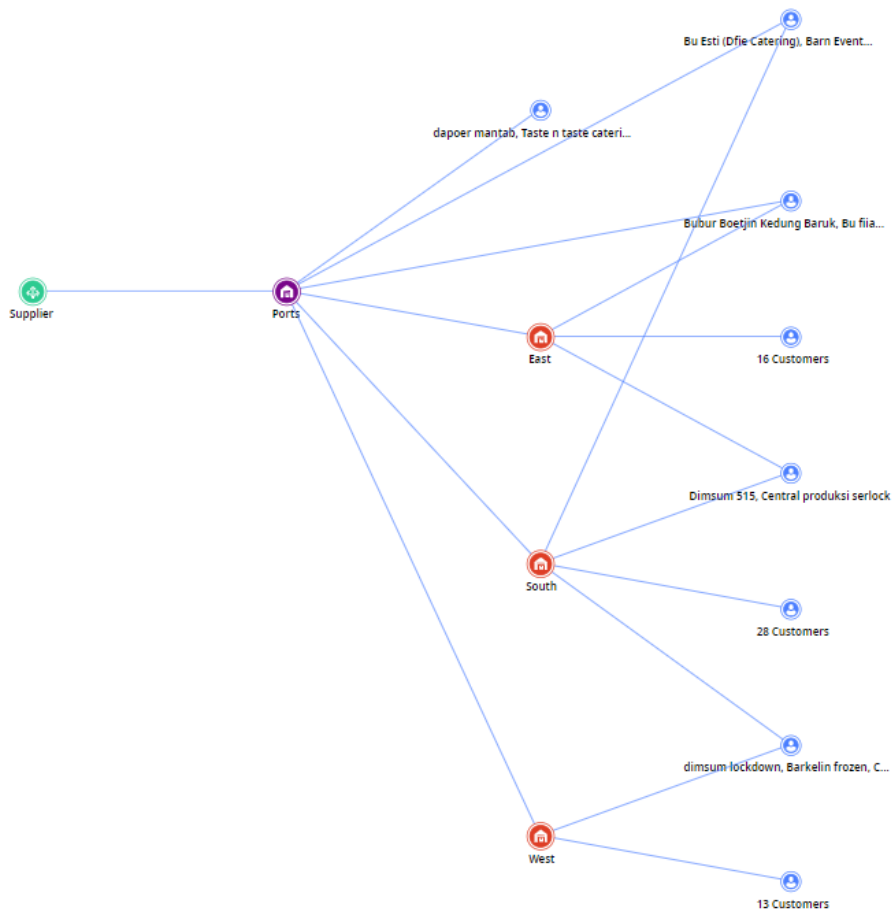 Bu Esti (Dfie Catering), Barn Event...
dapoer mantab, Taste n taste cateri...
Bubur Boetjin Kedung Baruk, Bu fiia...
Supplier
Ports
East
16 Customers
Dimsum 515, Central produksi serlock
South
28 Customers
dimsum lockdown, Barkelin frozen, C...
West
13 Customers